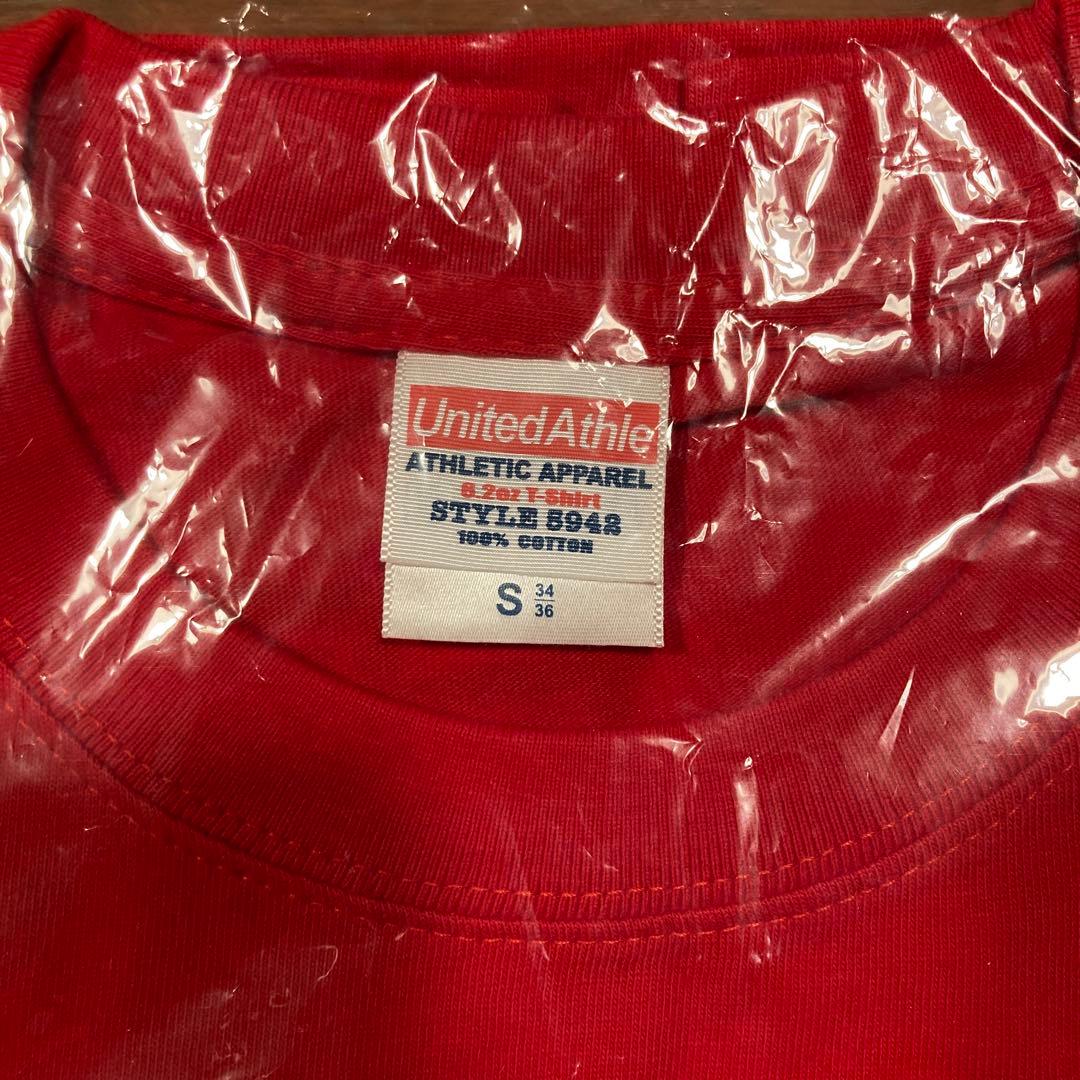 UnitedAthle
ATHLETIC APPAREL
6.2oz T-Shirt
STYLE 5942
100% COTTON
S 34
36